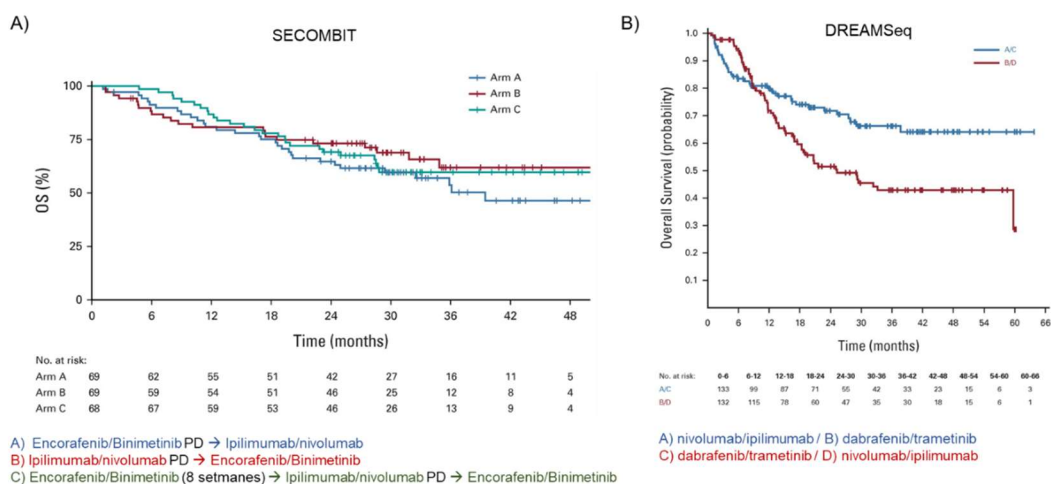 A)
SECOMBIT
Arm A
Arm B
Arm C
OS (%)
100
75
50
25
0
0 6 12 18 24 30 36 42 48
Time (months)
No. at risk:
Arm A 69 62 55 51 42 27 16 11 5
Arm B 69 59 54 51 46 25 12 8 4
Arm C 68 67 59 53 46 26 13 9 4
A) Encorafenib/Binimetinib PD → Ipilimumab/nivolumab
B) Ipilimumab/nivolumab PD → Encorafenib/Binimetinib
C) Encorafenib/Binimetinib (8 setmanes) → Ipilimumab/nivolumab PD → Encorafenib/Binimetinib
B)
DREAMSeq
A/C
B/D
Overall Survival (probability)
1.0
0.9
0.8
0.7
0.6
0.5
0.4
0.3
0.2
0.1
0 6 12 18 24 30 36 42 48 54 60 66
Time (months)
No. at risk: 0-6 6-12 12-18 18-24 24-30 30-36 36-42 42-48 48-54 54-60 60-66
A/C 133 99 87 71 55 42 33 23 15 6 3
B/D 132 115 78 60 47 35 30 18 15 6 1
A) nivolumab/ipilimumab / B) dabrafenib/trametinib
C) dabrafenib/trametinib / D) nivolumab/ipilimumab